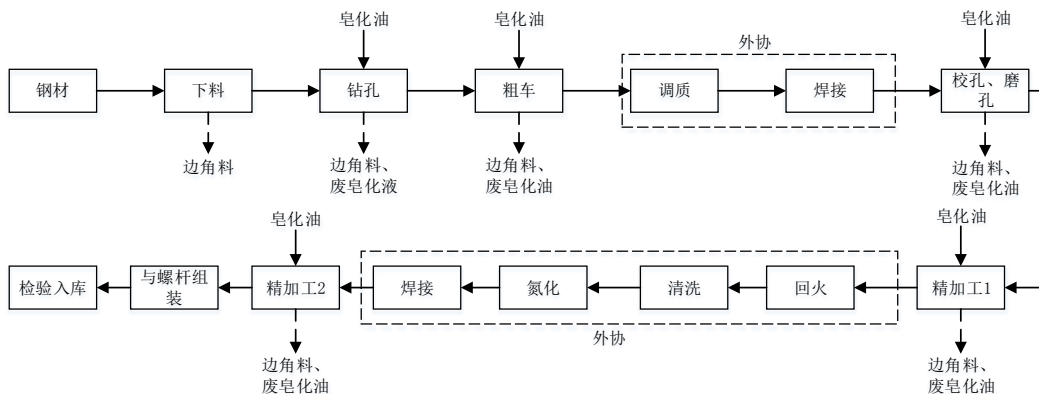 皂化油
皂化油
外协
皂化油
钢材
下料
钻孔
粗车
调质
焊接
校孔、磨
孔
边角料
边角料、
废皂化液
边角料、
废皂化油
边角料、
废皂化油
皂化油
皂化油
检验入库
与螺杆组
装
精加工2
焊接
氮化
清洗
回火
精加工1
外协
边角料、
废皂化油
边角料、
废皂化油